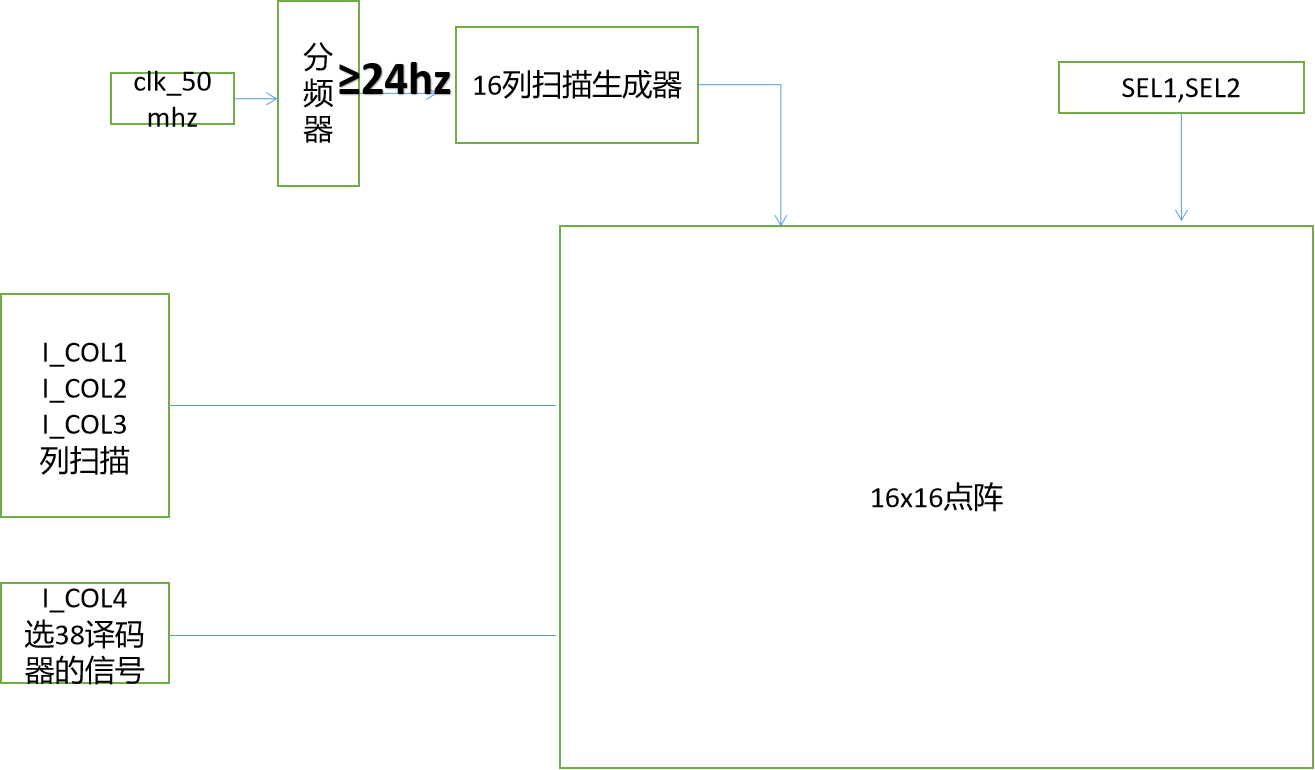 clk_50
mhz
分
频
器
≥24hz
16列扫描生成器
SEL1,SEL2
I_COL1
I_COL2
I_COL3
列扫描
16x16点阵
I_COL4
选38译码
器的信号